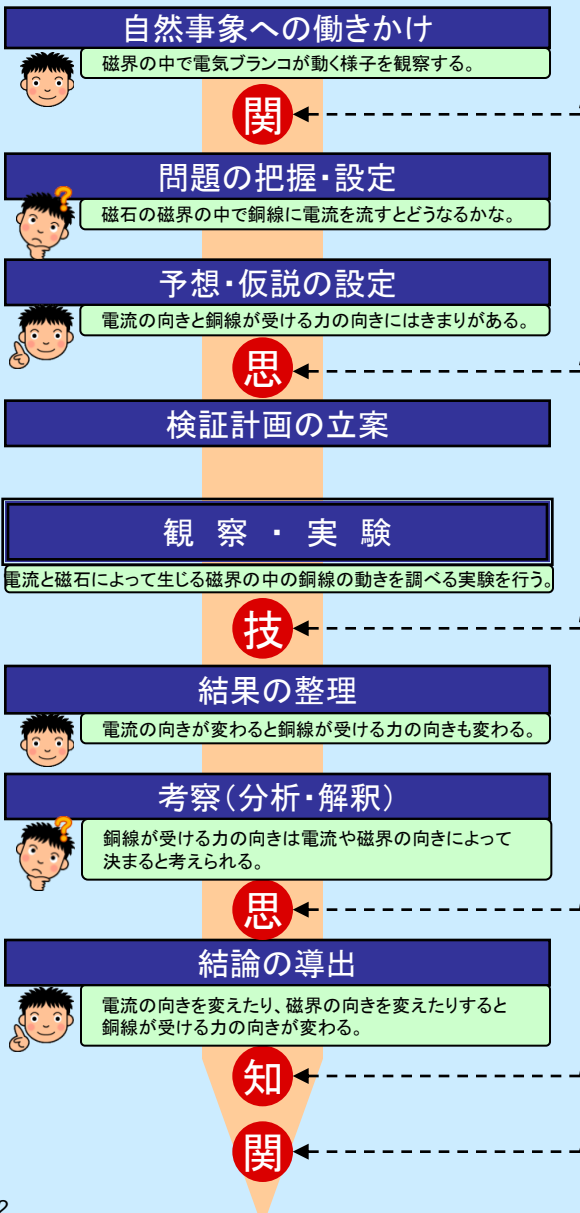 自然事象への働きかけ
磁界の中で電気ブランコが動く様子を観察する。
関
問題の把握・設定
磁石の磁界の中で銅線に電流を流すとどうなるかな。
予想・仮説の設定
電流の向きと銅線が受ける力の向きにはきまりがある。
思
検証計画の立案
観 察 ・ 実 験
電流と磁石によって生じる磁界の中の銅線の動きを調べる実験を行う。
技
結果の整理
電流の向きが変わると銅線が受ける力の向きも変わる。
考察(分析・解釈)
銅線が受ける力の向きは電流や磁界の向きによって
決まると考えられる。
思
結論の導出
電流の向きを変えたり、磁界の向きを変えたりすると
銅線が受ける力の向きが変わる。
知
関